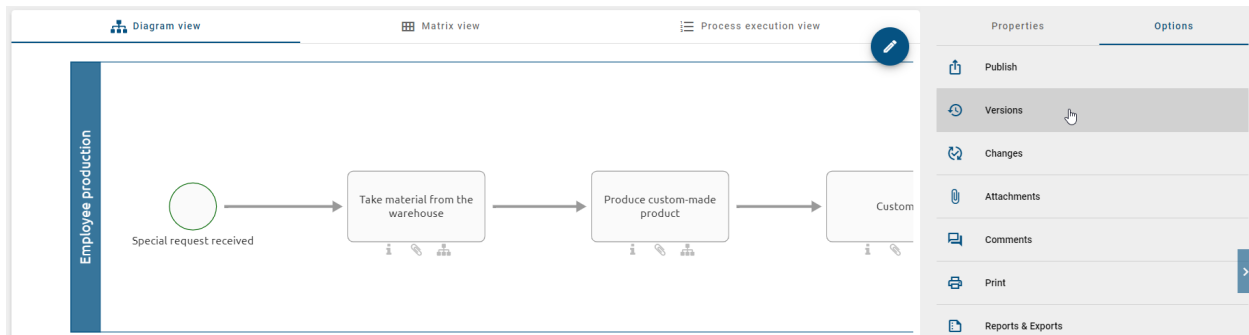 Diagram view
Matrix view
Process execution view
Properties
Options
Employee production
Special request received
Take material from the
warehouse
Produce custom-made
product
Custom
Publish
Versions
Changes
Attachments
Comments
Print
Reports & Exports